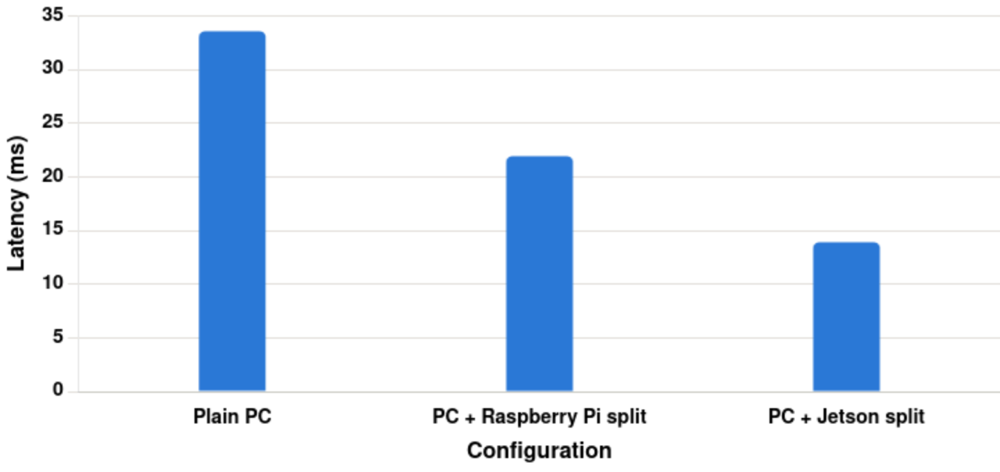 Latency (ms)
35
30
25
20
15
10
5
0
Plain PC
PC + Raspberry Pi split
PC + Jetson split
Configuration